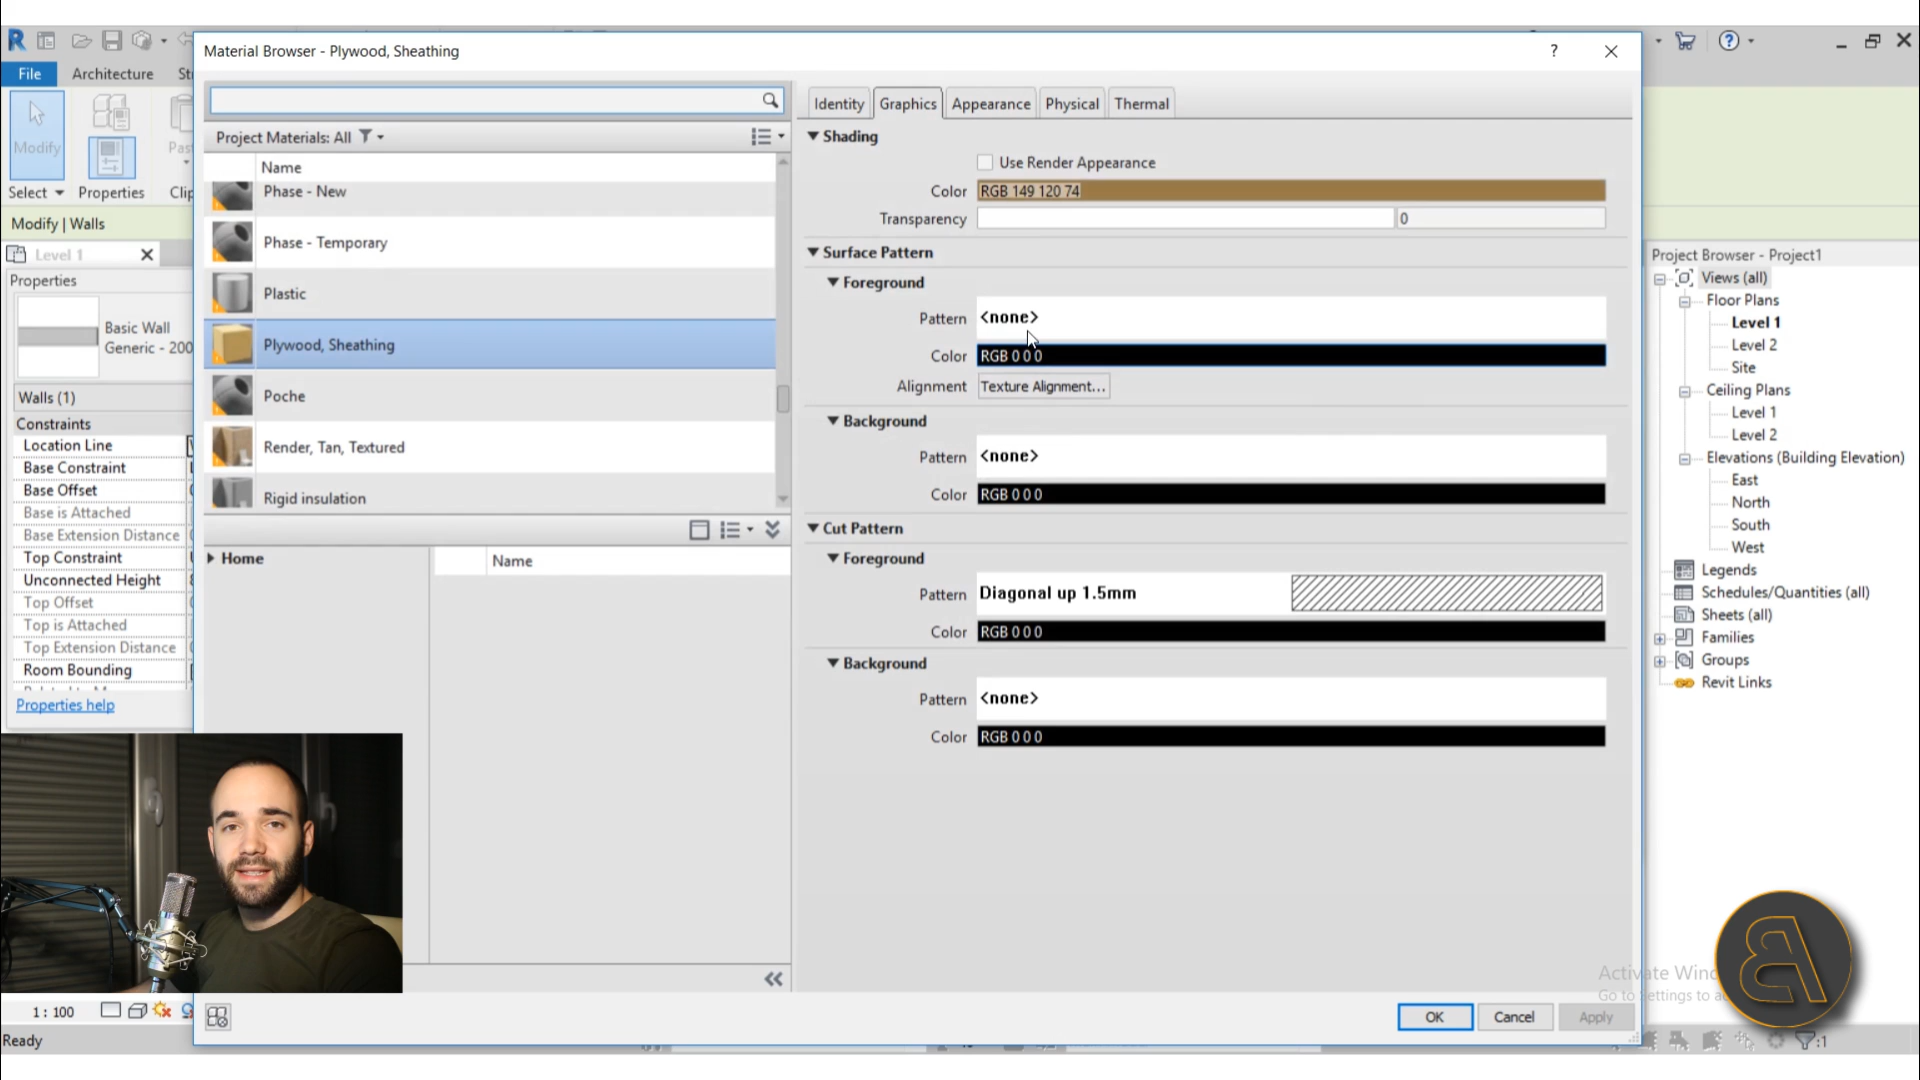 Material Browser - Plywood, Sheathing
?
File
Architecture
Modify
Select
Properties
Modify | Walls
Level 1
Properties
Basic Wall
Generic - 200
Walls (1)
Constraints
Location Line
Base Constraint
Base Offset
Base is Attached
Base Extension Distance
Top Constraint
Unconnected Height
Top Offset
Top is Attached
Top Extension Distance
Room Bounding
Properties help
Project Materials: All
Name
Phase - New
Phase - Temporary
Plastic
Plywood, Sheathing
Poche
Render, Tan, Textured
Rigid insulation
Home
Name
Identity
Graphics
Appearance
Physical
Thermal
Shading
Use Render Appearance
Color RGB 149 120 74
Transparency 0
Surface Pattern
Foreground
Pattern <none>
Color RGB 0 0 0
Alignment Texture Alignment...
Background
Pattern <none>
Color RGB 0 0 0
Cut Pattern
Foreground
Pattern Diagonal up 1.5mm
Color RGB 0 0 0
Background
Pattern <none>
Color RGB 0 0 0
OK
Cancel
Apply
Project Browser - Project1
Views (all)
Floor Plans
Level 1
Level 2
Site
Ceiling Plans
Level 1
Level 2
Elevations (Building Elevation)
East
North
South
West
Legends
Schedules/Quantities (all)
Sheets (all)
Families
Groups
Revit Links
1 : 100
Ready
:1